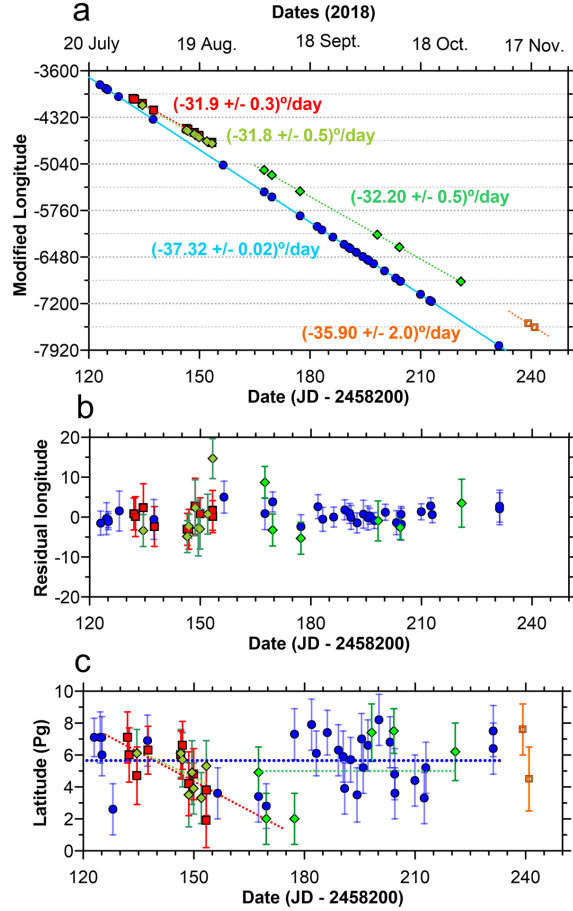 a
Dates (2018)
20 July 19 Aug. 18 Sept. 18 Oct. 17 Nov.
-3600
-4320
-5040
-5760
-6480
-7200
-7920
Modified Longitude
(-31.9 +/- 0.3)º/day
(-31.8 +/- 0.5)º/day
(-32.20 +/- 0.5)º/day
(-37.32 +/- 0.02)º/day
(-35.90 +/- 2.0)º/day
120 150 180 210 240
Date (JD - 2458200)
b
20
10
0
-10
-20
Residual longitude
120 150 180 210 240
Date (JD - 2458200)
c
10
8
6
4
2
0
Latitude (Pg)
120 150 180 210 240
Date (JD - 2458200)